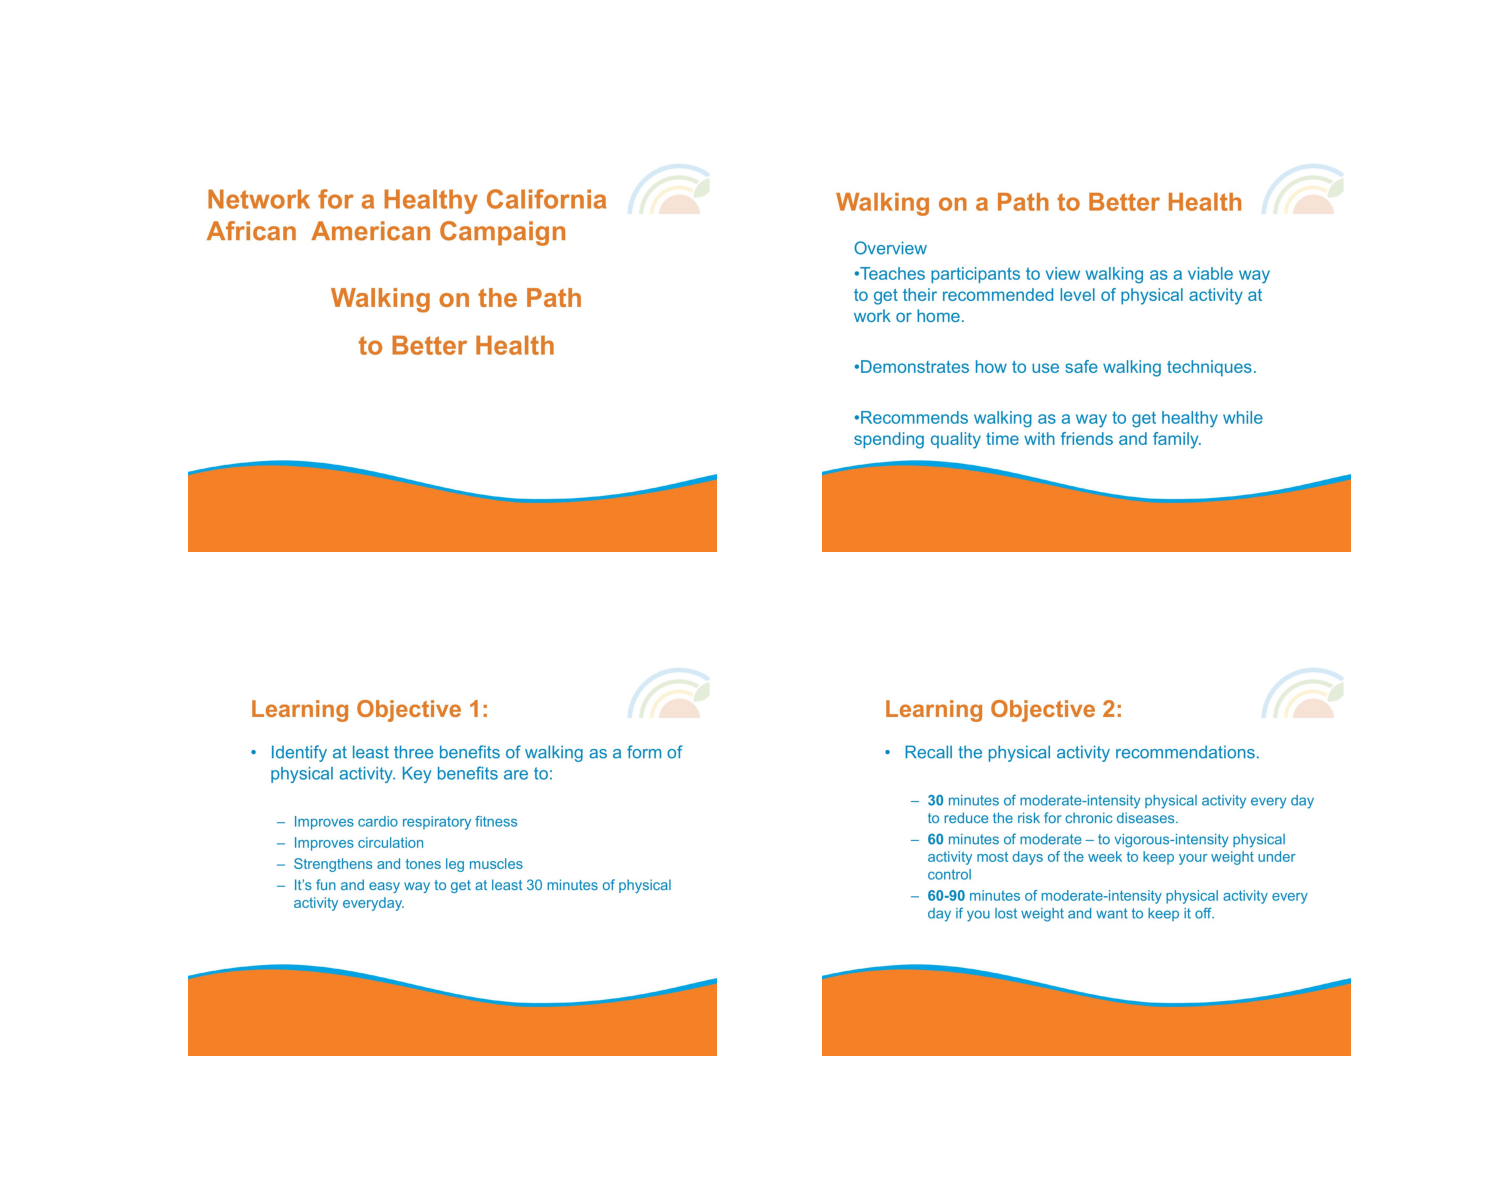 Network for a Healthy California
African  American Campaign
Walking on the Path
to Better Health
Walking on a Path to Better Health
Overview
•Teaches participants to view walking as a viable way
to get their recommended level of physical activity at
work or home.
•Demonstrates how to use safe walking techniques.
•Recommends walking as a way to get healthy while
spending quality time with friends and family.
Learning Objective 1:
• Identify at least three benefits of walking as a form of
physical activity. Key benefits are to:
– Improves cardio respiratory fitness
– Improves circulation
– Strengthens and tones leg muscles
– It's fun and easy way to get at least 30 minutes of physical
activity everyday.
Learning Objective 2:
• Recall the physical activity recommendations.
– 30 minutes of moderate-intensity physical activity every day
to reduce the risk for chronic diseases.
– 60 minutes of moderate – to vigorous-intensity physical
activity most days of the week to keep your weight under
control
– 60-90 minutes of moderate-intensity physical activity every
day if you lost weight and want to keep it off.